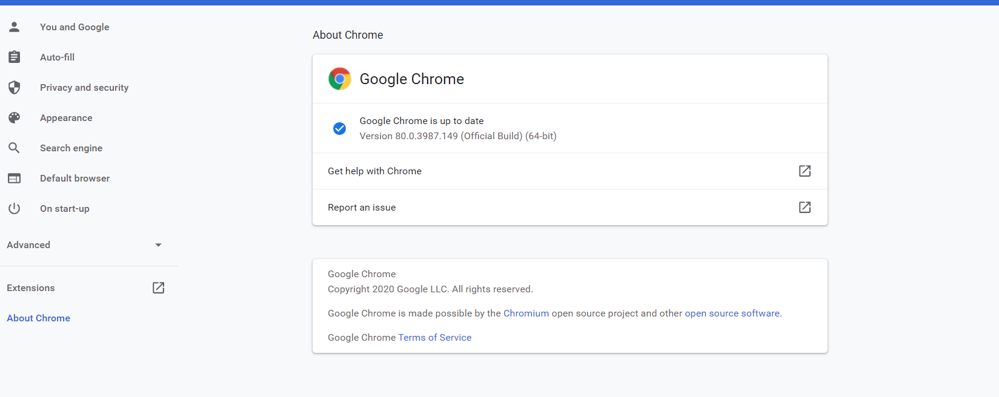 You and Google
Auto-fill
Privacy and security
Appearance
Search engine
Default browser
On start-up
Advanced
Extensions
About Chrome
About Chrome
Google Chrome
Google Chrome is up to date
Version 80.0.3987.149 (Official Build) (64-bit)
Get help with Chrome
Report an issue
Google Chrome
Copyright 2020 Google LLC. All rights reserved.
Google Chrome is made possible by the Chromium open source project and other open source software.
Google Chrome Terms of Service